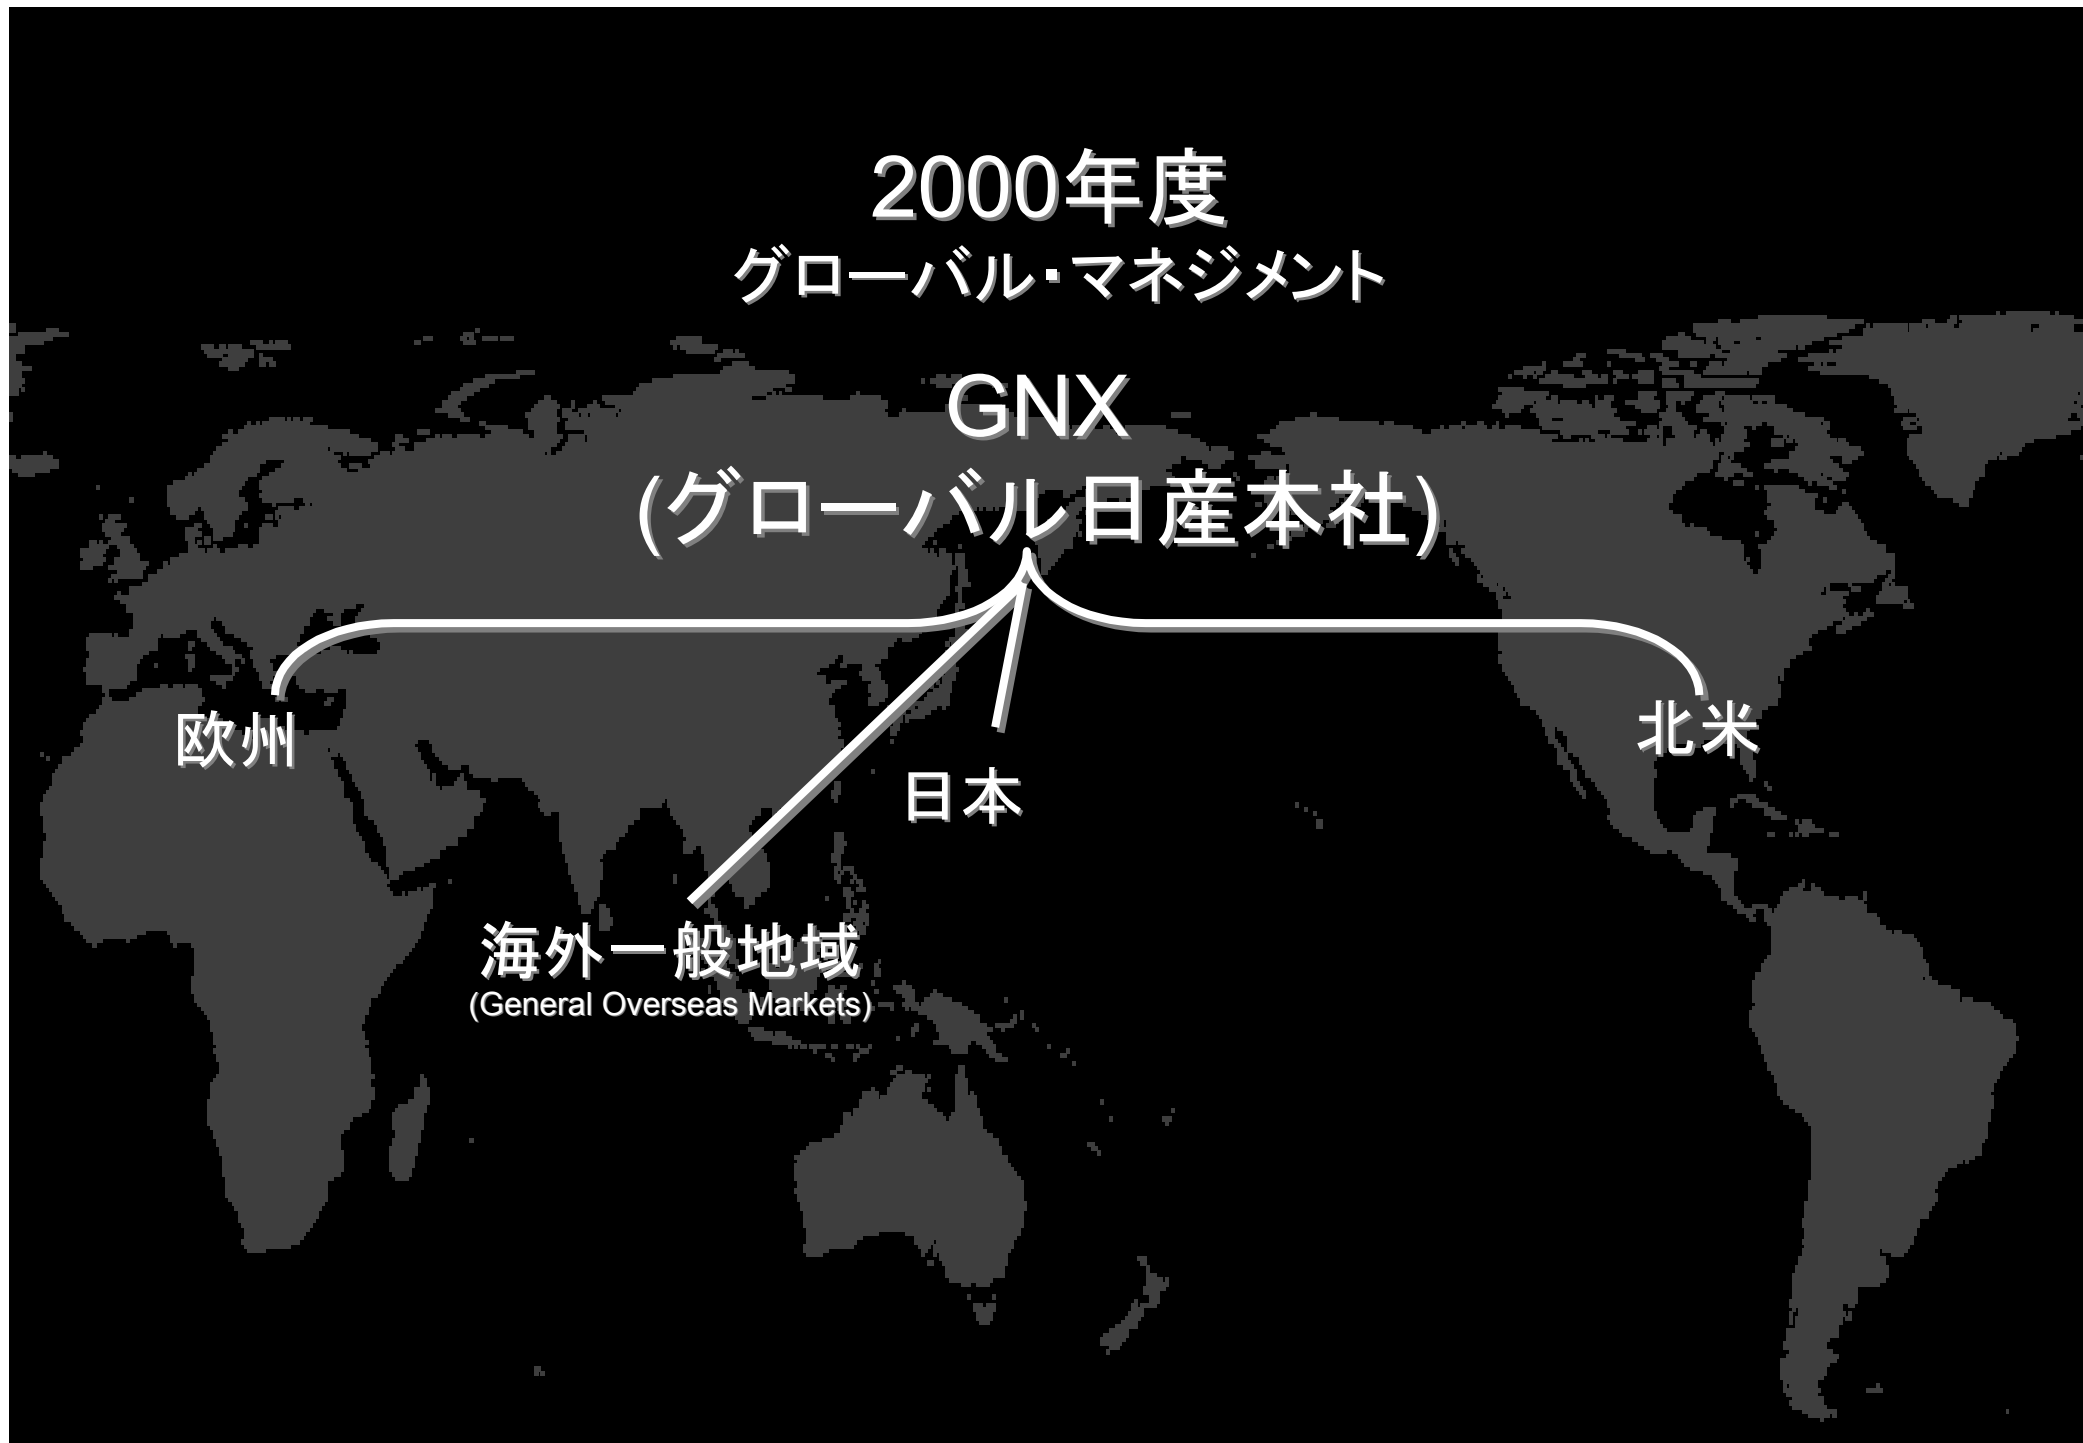 2000年度
グローバル・マネジメント
GNX
(グローバル日産本社)
欧州
北米
日本
海外一般地域
(General Overseas Markets)